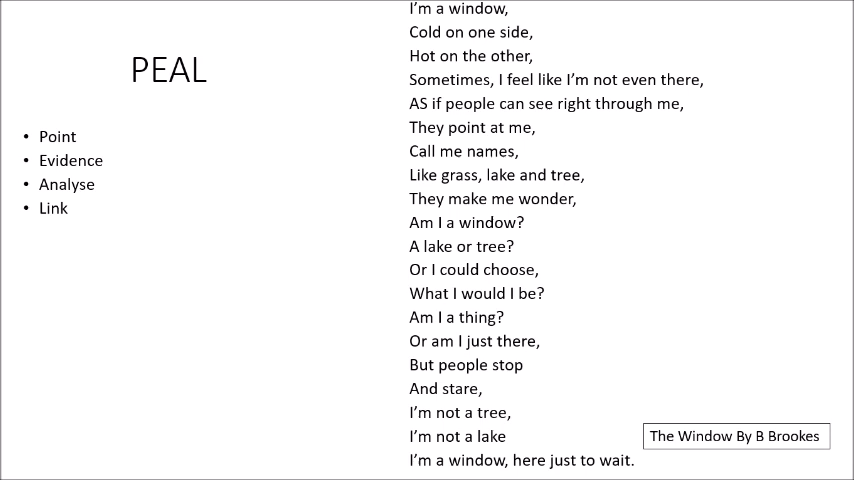 PEAL
• Point
• Evidence
• Analyse
• Link
I'm a window,
Cold on one side,
Hot on the other,
Sometimes, I feel like I'm not even there,
AS if people can see right through me,
They point at me,
Call me names,
Like grass, lake and tree,
They make me wonder,
Am I a window?
A lake or tree?
Or I could choose,
What I would I be?
Am I a thing?
Or am I just there,
But people stop
And stare,
I'm not a tree,
I'm not a lake
I'm a window, here just to wait.
The Window By B Brookes